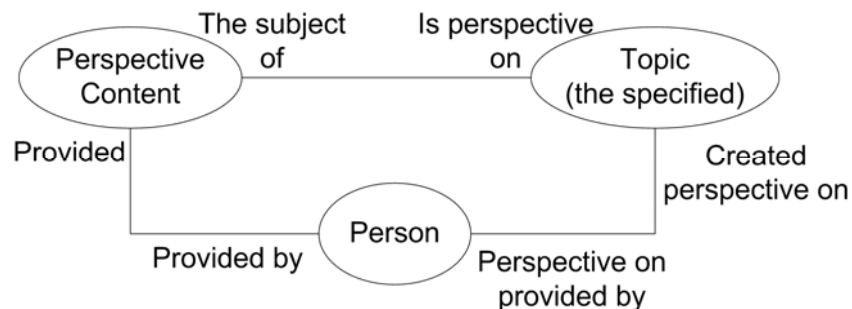 The subject of
Is perspective on
Perspective Content
Topic
(the specified)
Provided
Created perspective on
Person
Provided by
Perspective on provided by